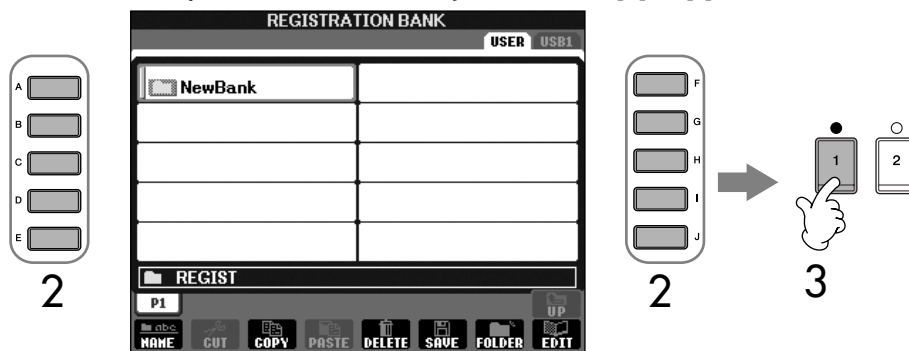 REGISTRATION BANK
USER USB1
NewBank
A
B
C
D
E
F
G
H
I
J
1 2
2
2
3
REGIST
P1
UP
abc
NAME CUT COPY PASTE DELETE SAVE FOLDER EDIT